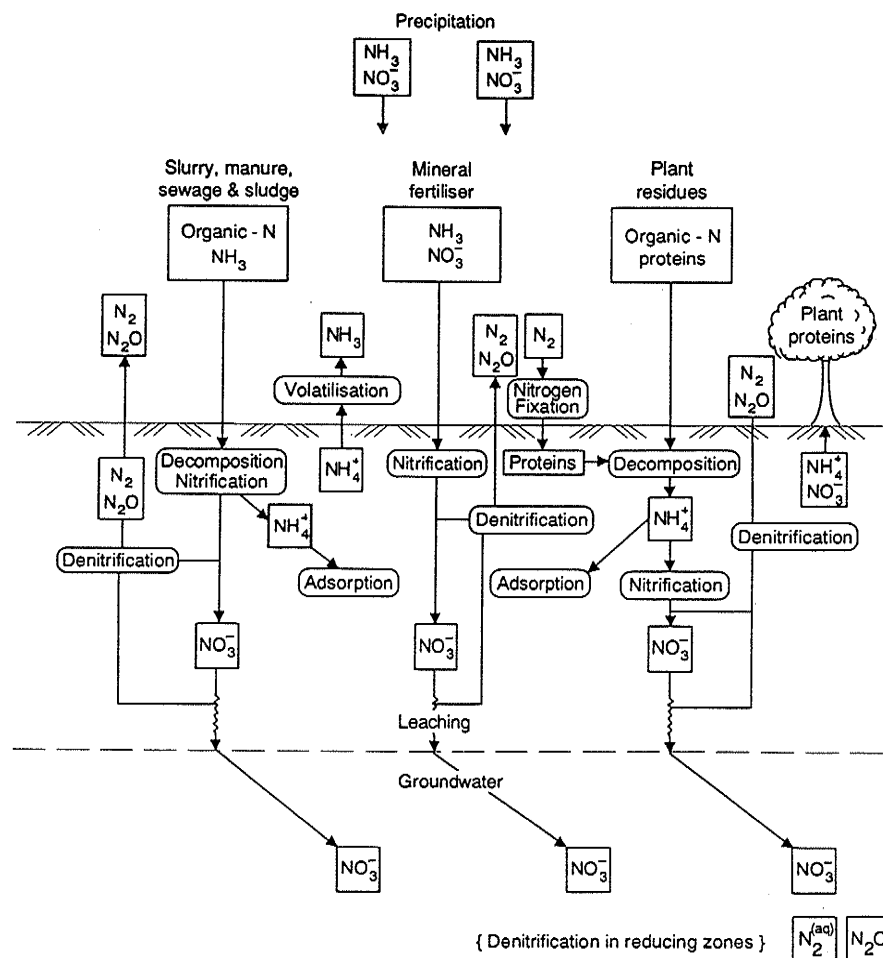 Precipitation
NH3
NO3-
NH3
NO3-
Slurry, manure,
sewage & sludge
Organic - N
NH3
Mineral
fertiliser
NH3
NO3-
Plant
residues
Organic - N
proteins
N2
N2O
NH3
Volatilisation
NH4+
N2
N2O
N2
Nitrogen
Fixation
N2
N2O
Plant
proteins
NH4+
NO3-
Decomposition
Nitrification
Nitrification
Proteins
Decomposition
N2
N2O
NH4+
NH4+
Denitrification
Denitrification
Denitrification
Adsorption
Adsorption
Nitrification
NO3-
NO3-
NO3-
Leaching
Groundwater
NO3-
NO3-
NO3-
{ Denitrification in reducing zones }
N2(aq)
N2O